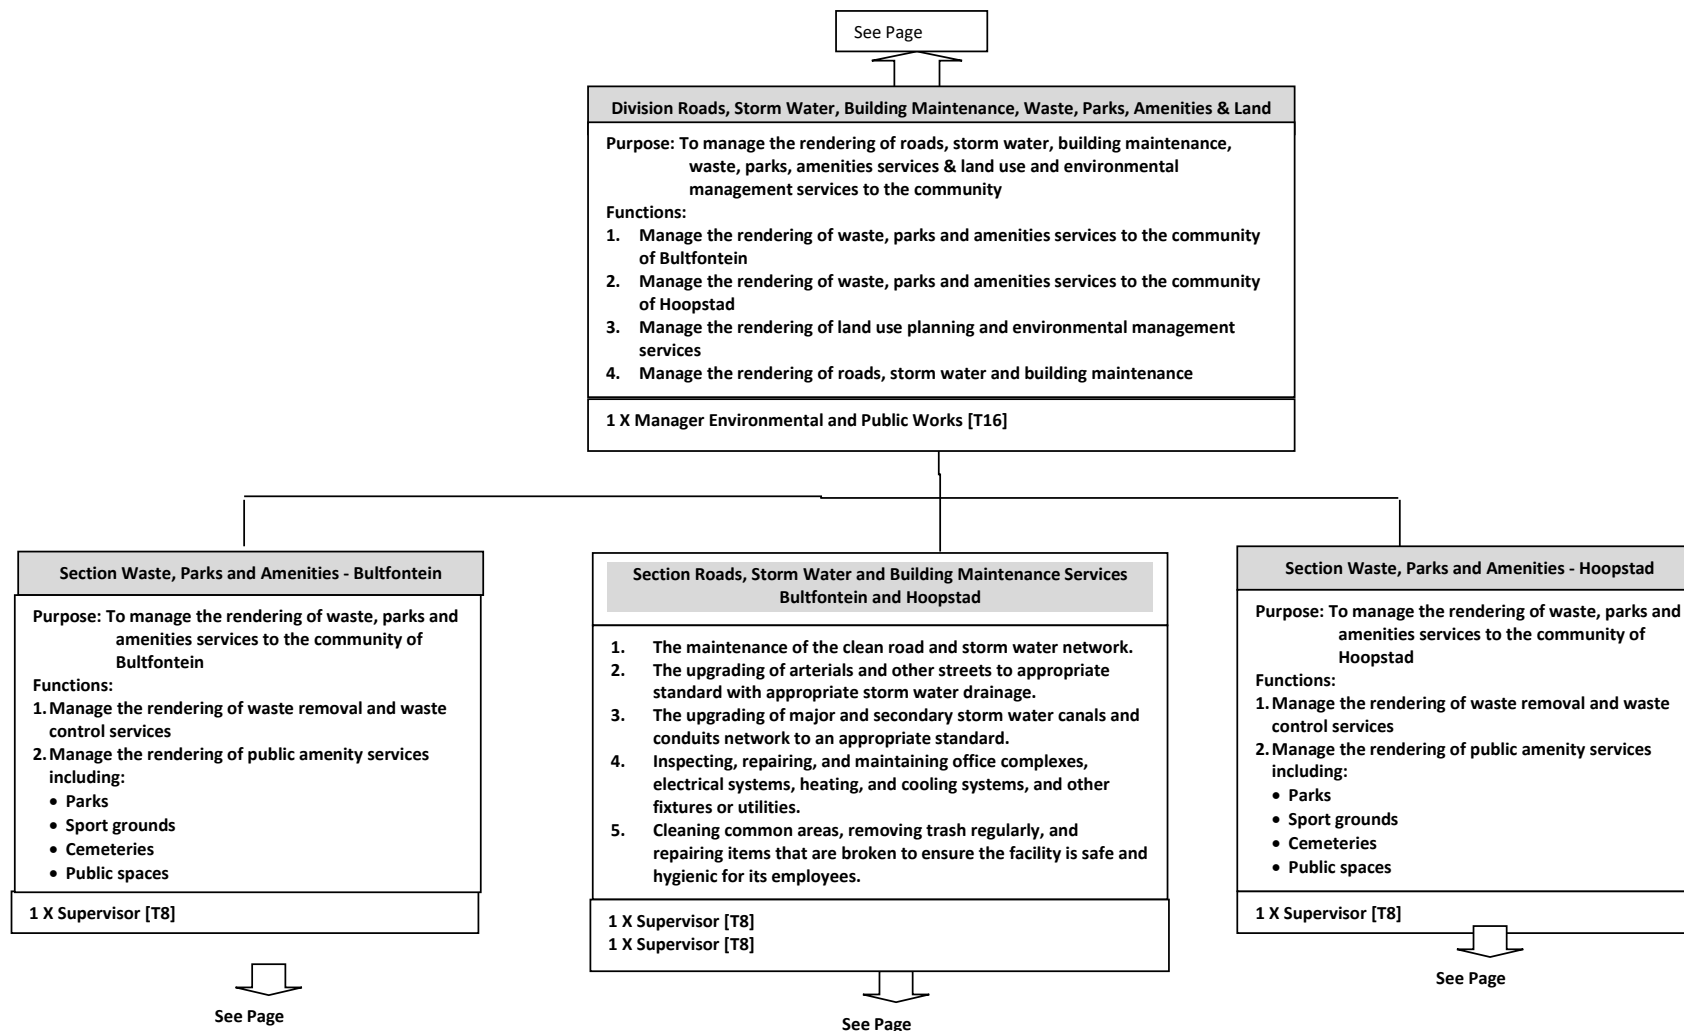 See Page
Division Roads, Storm Water, Building Maintenance, Waste, Parks, Amenities & Land
Purpose: To manage the rendering of roads, storm water, building maintenance,
waste, parks, amenities services & land use and environmental
management services to the community
Functions:
1. Manage the rendering of waste, parks and amenities services to the community
of Bultfontein
2. Manage the rendering of waste, parks and amenities services to the community
of Hoopstad
3. Manage the rendering of land use planning and environmental management
services
4. Manage the rendering of roads, storm water and building maintenance
1 X Manager Environmental and Public Works [T16]
Section Waste, Parks and Amenities - Bultfontein
Purpose: To manage the rendering of waste, parks and
amenities services to the community of
Bultfontein
Functions:
1. Manage the rendering of waste removal and waste
control services
2. Manage the rendering of public amenity services
including:
• Parks
• Sport grounds
• Cemeteries
• Public spaces
1 X Supervisor [T8]
See Page
Section Roads, Storm Water and Building Maintenance Services
Bultfontein and Hoopstad
1. The maintenance of the clean road and storm water network.
2. The upgrading of arterials and other streets to appropriate
standard with appropriate storm water drainage.
3. The upgrading of major and secondary storm water canals and
conduits network to an appropriate standard.
4. Inspecting, repairing, and maintaining office complexes,
electrical systems, heating, and cooling systems, and other
fixtures or utilities.
5. Cleaning common areas, removing trash regularly, and
repairing items that are broken to ensure the facility is safe and
hygienic for its employees.
1 X Supervisor [T8]
1 X Supervisor [T8]
See Page
Section Waste, Parks and Amenities - Hoopstad
Purpose: To manage the rendering of waste, parks and
amenities services to the community of
Hoopstad
Functions:
1. Manage the rendering of waste removal and waste
control services
2. Manage the rendering of public amenity services
including:
• Parks
• Sport grounds
• Cemeteries
• Public spaces
1 X Supervisor [T8]
See Page